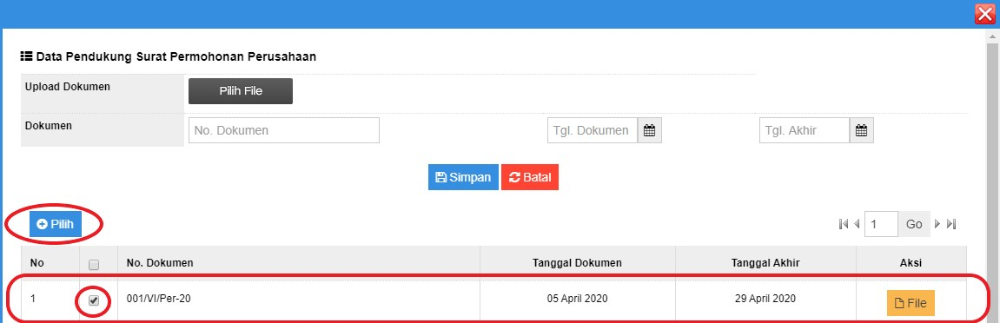 Data Pendukung Surat Permohonan Perusahaan
Upload Dokumen Pilih File
Dokumen No. Dokumen Tgl. Dokumen Tgl. Akhir
Simpan Batal
Pilih 1 Go
No No. Dokumen Tanggal Dokumen Tanggal Akhir Aksi
1 001/VI/Per-20 05 April 2020 29 April 2020 File